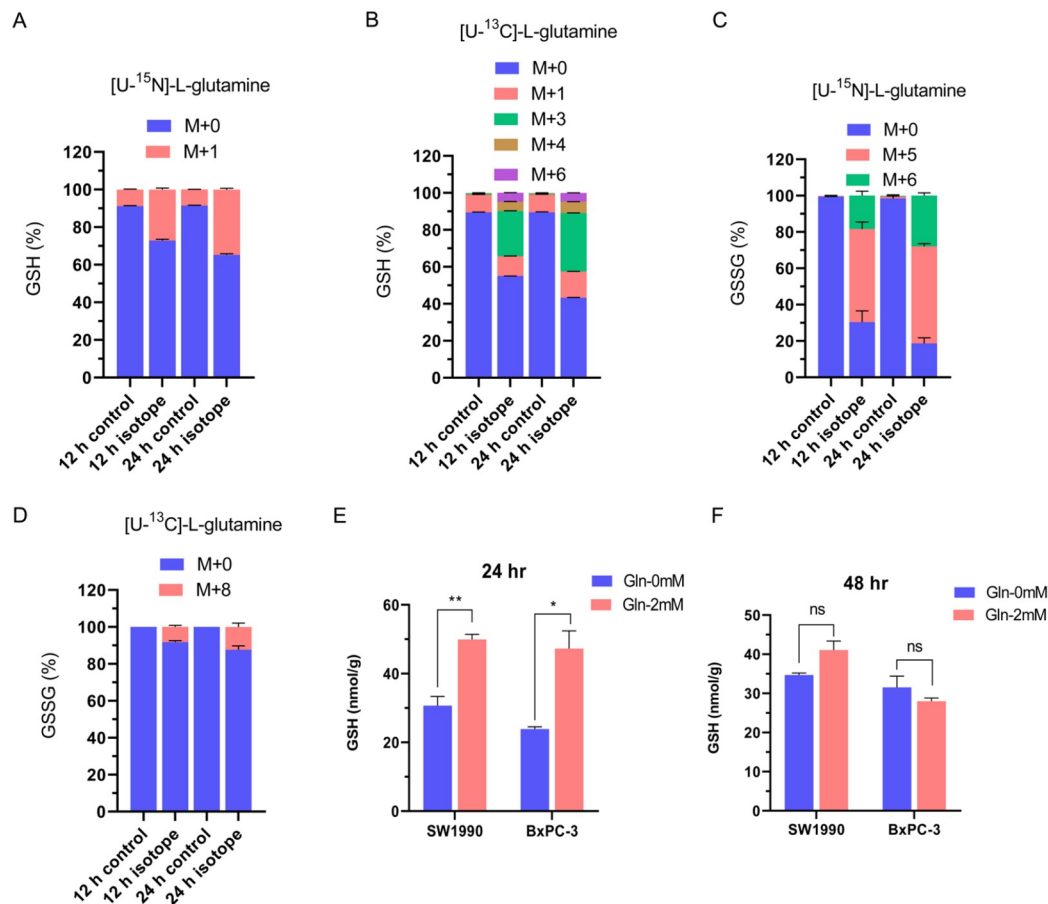 A
[U-¹⁵N]-L-glutamine
M+0
M+1
GSH (%)
120
100
80
60
40
20
0
12 h control
12 h isotope
24 h control
24 h isotope
B
[U-¹³C]-L-glutamine
M+0
M+1
M+3
M+4
M+6
GSH (%)
120
100
80
60
40
20
0
12 h control
12 h isotope
24 h control
24 h isotope
C
[U-¹⁵N]-L-glutamine
M+0
M+5
M+6
GSSG (%)
120
100
80
60
40
20
0
12 h control
12 h isotope
24 h control
24 h isotope
D
[U-¹³C]-L-glutamine
M+0
M+8
GSSG (%)
120
100
80
60
40
20
0
12 h control
12 h isotope
24 h control
24 h isotope
E
24 hr
Gln-0mM
Gln-2mM
GSH (nmol/g)
60
40
20
0
**
*
SW1990
BxPC-3
F
48 hr
Gln-0mM
Gln-2mM
GSH (nmol/g)
50
40
30
30
10
0
ns
ns
SW1990
BxPC-3